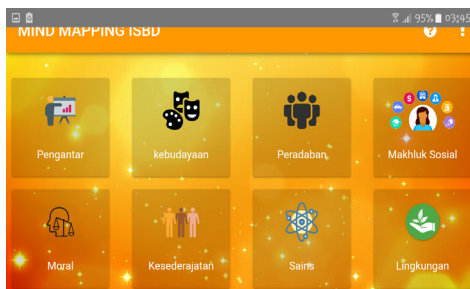 95% 03:45
MIND MAPPING ISBD
Pengantar
kebudayaan
Peradaban
Makhluk Sosial
Moral
Kesederajatan
Sains
Lingkungan